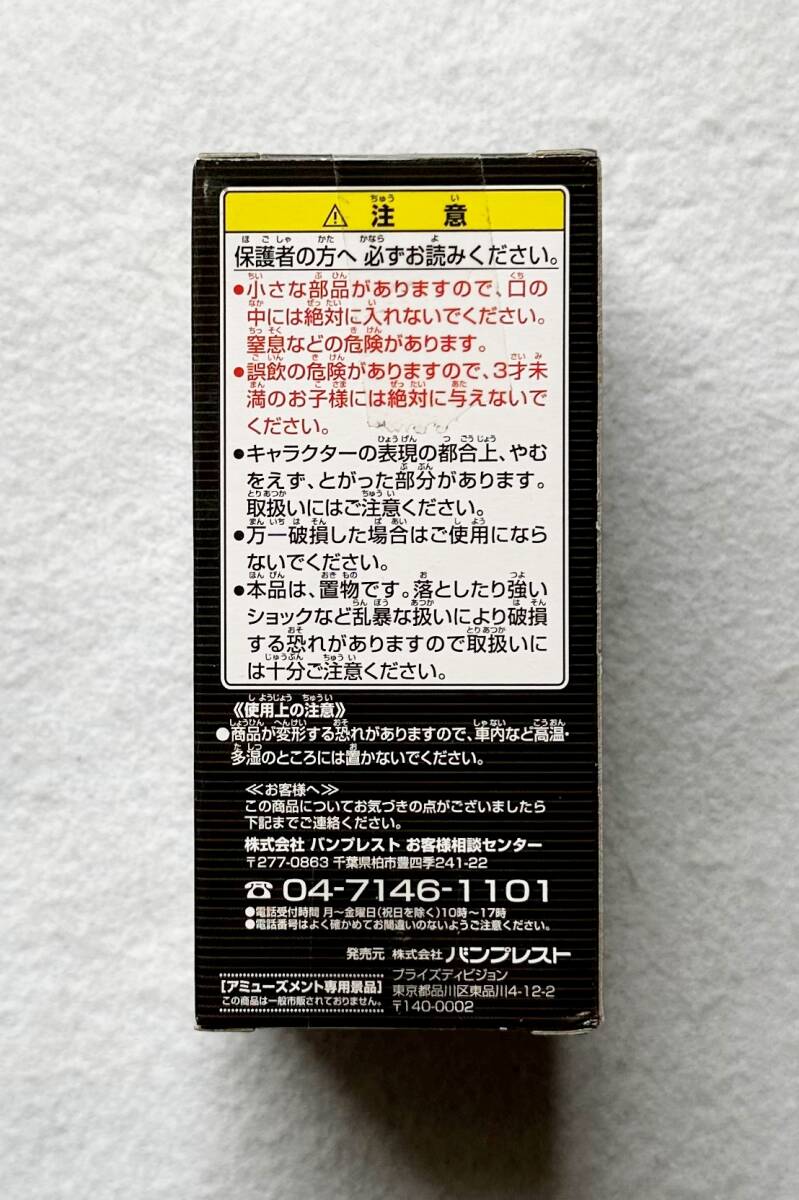 ⚠ 注意
保護者の方へ 必ずお読みください。
●小さな部品がありますので、口の
中には絶対に入れないでください。
窒息などの危険があります。
●誤飲の危険がありますので、3才未
満のお子様には絶対に与えないで
ください。
●キャラクターの表現の都合上、やむ
をえず、とがった部分があります。
取扱いにはご注意ください。
●万一破損した場合はご使用になら
ないでください。
●本品は、置物です。落としたり強い
ショックなど乱暴な扱いにより破損
する恐れがありますので取扱いに
は十分ご注意ください。
《使用上の注意》
●商品が変形する恐れがありますので、車内など高温・
多湿のところには置かないでください。
≪お客様へ≫
この商品についてお気づきの点がございましたら
下記までご連絡ください。
株式会社 バンプレスト お客様相談センター
〒277-0863 千葉県柏市豊四季241-22
☎ 04-7146-1101
●電話受付時間 月〜金曜日(祝日を除く)10時〜17時
●電話番号はよく確かめてお間違いのないようご注意ください。
発売元 株式会社 バンプレスト
プライズディビジョン
東京都品川区東品川4-12-2
〒140-0002
[アミューズメント専用景品]
この商品は一般市販されておりません。